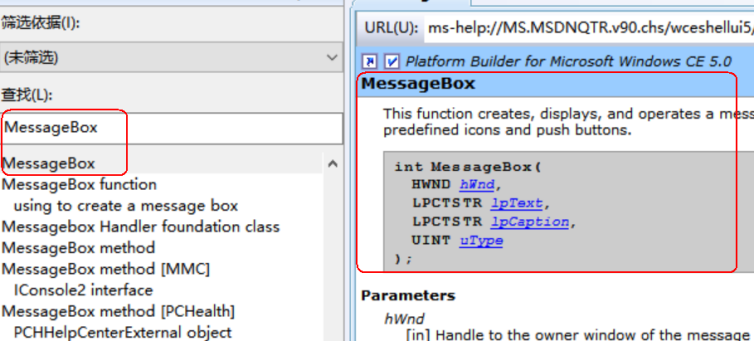 筛选依据(I):
(未筛选)
查找(L):
MessageBox
MessageBox
MessageBox function
using to create a message box
Messagebox Handler foundation class
MessageBox method
MessageBox method [MMC]
IConsole2 interface
MessageBox method [PCHealth]
PCHHelpCenterExternal object
URL(U): ms-help://MS.MSDNQTR.v90.chs/wceshellui5/
Platform Builder for Microsoft Windows CE 5.0
MessageBox
This function creates, displays, and operates a mess
predefined icons and push buttons.
int MessageBox(
HWND hWnd,
LPCTSTR lpText,
LPCTSTR lpCaption,
UINT uType
);
Parameters
hWnd
[in] Handle to the owner window of the message